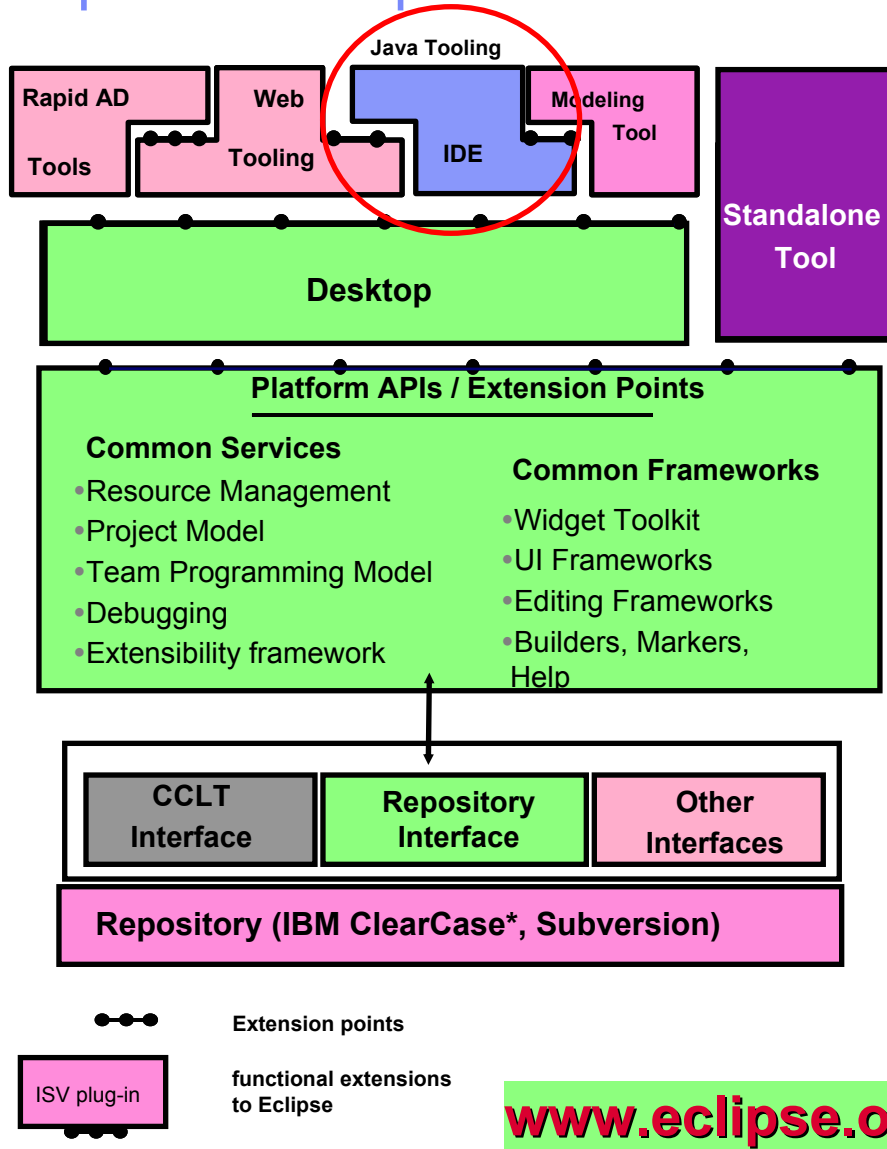 Java Tooling
Rapid AD
Tools
Web
Tooling
IDE
Modeling
Tool
Standalone
Tool
Desktop
Platform APIs / Extension Points
Common Services
•Resource Management
•Project Model
•Team Programming Model
•Debugging
•Extensibility framework
Common Frameworks
•Widget Toolkit
•UI Frameworks
•Editing Frameworks
•Builders, Markers,
Help
CCLT
Interface
Repository
Interface
Other
Interfaces
Repository (IBM ClearCase*, Subversion)
Extension points
ISV plug-in
functional extensions
to Eclipse
www.eclipse.o